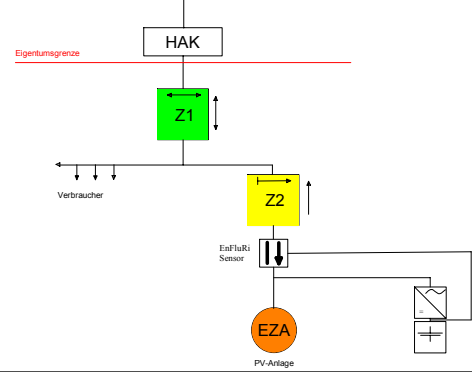 HAK
Eigentumsgrenze
Z1
Verbraucher
Z2
EnFluRi
Sensor
EZA
PV-Anlage